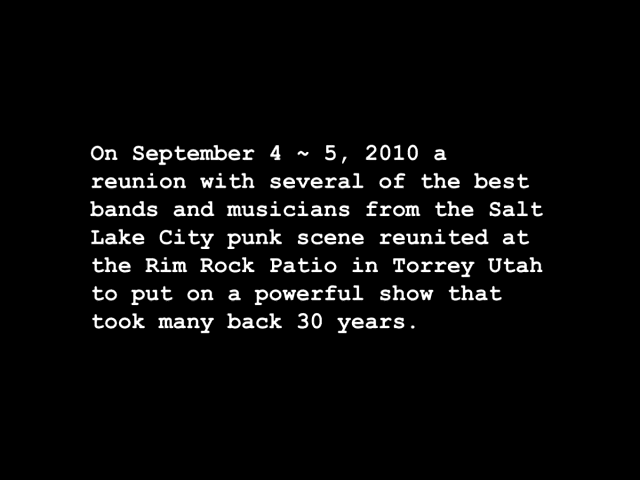 On September 4 ~ 5, 2010 a
reunion with several of the best
bands and musicians from the Salt
Lake City punk scene reunited at
the Rim Rock Patio in Torrey Utah
to put on a powerful show that
took many back 30 years.